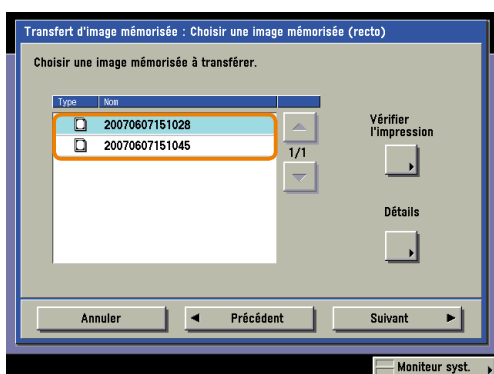 Transfert d'image mémorisée : Choisir une image mémorisée (recto)
Choisir une image mémorisée à transférer.
Type Nom
20070607151028
20070607151045
1/1
Vérifier
l'impression
Détails
Annuler
Précédent
Suivant
Moniteur syst.